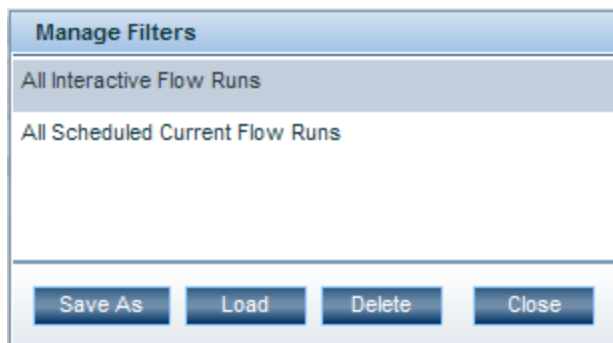 Manage Filters
All Interactive Flow Runs
All Scheduled Current Flow Runs
Save As Load Delete Close